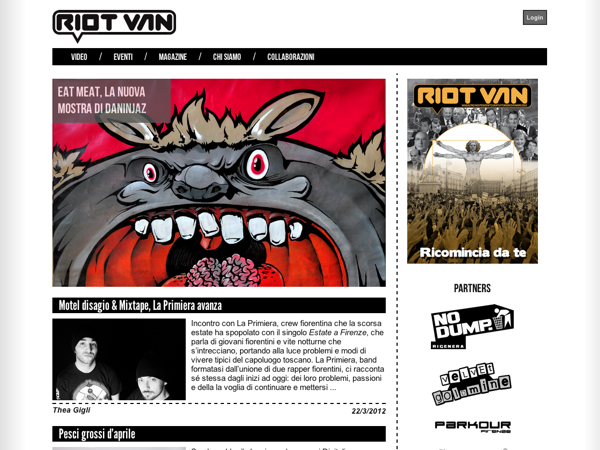 RIOT VAN
Login
VIDEO / EVENTI / MAGAZINE / CHI SIAMO / COLLABORAZIONI
EAT MEAT, LA NUOVA
MOSTRA DI DANINJAZ
RIOT VAN
Ricomincia da te
Motel disagio & Mixtape, La Primiera avanza
Incontro con La Primiera, crew fiorentina che la scorsa
estate ha spopolato con il singolo Estate a Firenze, che
parla di giovani fiorentini e vite notturne che
s'intrecciano, portando alla luce problemi e modi di
vivere tipici del capoluogo toscano. La Primiera, band
formatasi dall'unione di due rapper fiorentini, ci racconta
sé stessa dagli inizi ad oggi: dei loro problemi, passioni
e della la voglia di continuare e mettersi ...
Thea Gigli
22/3/2012
PARTNERS
NO
DUMP.
RIGENERA
VELVET
GOLDMINE
PARKOUR
FIRENZE
Pesci grossi d'aprile